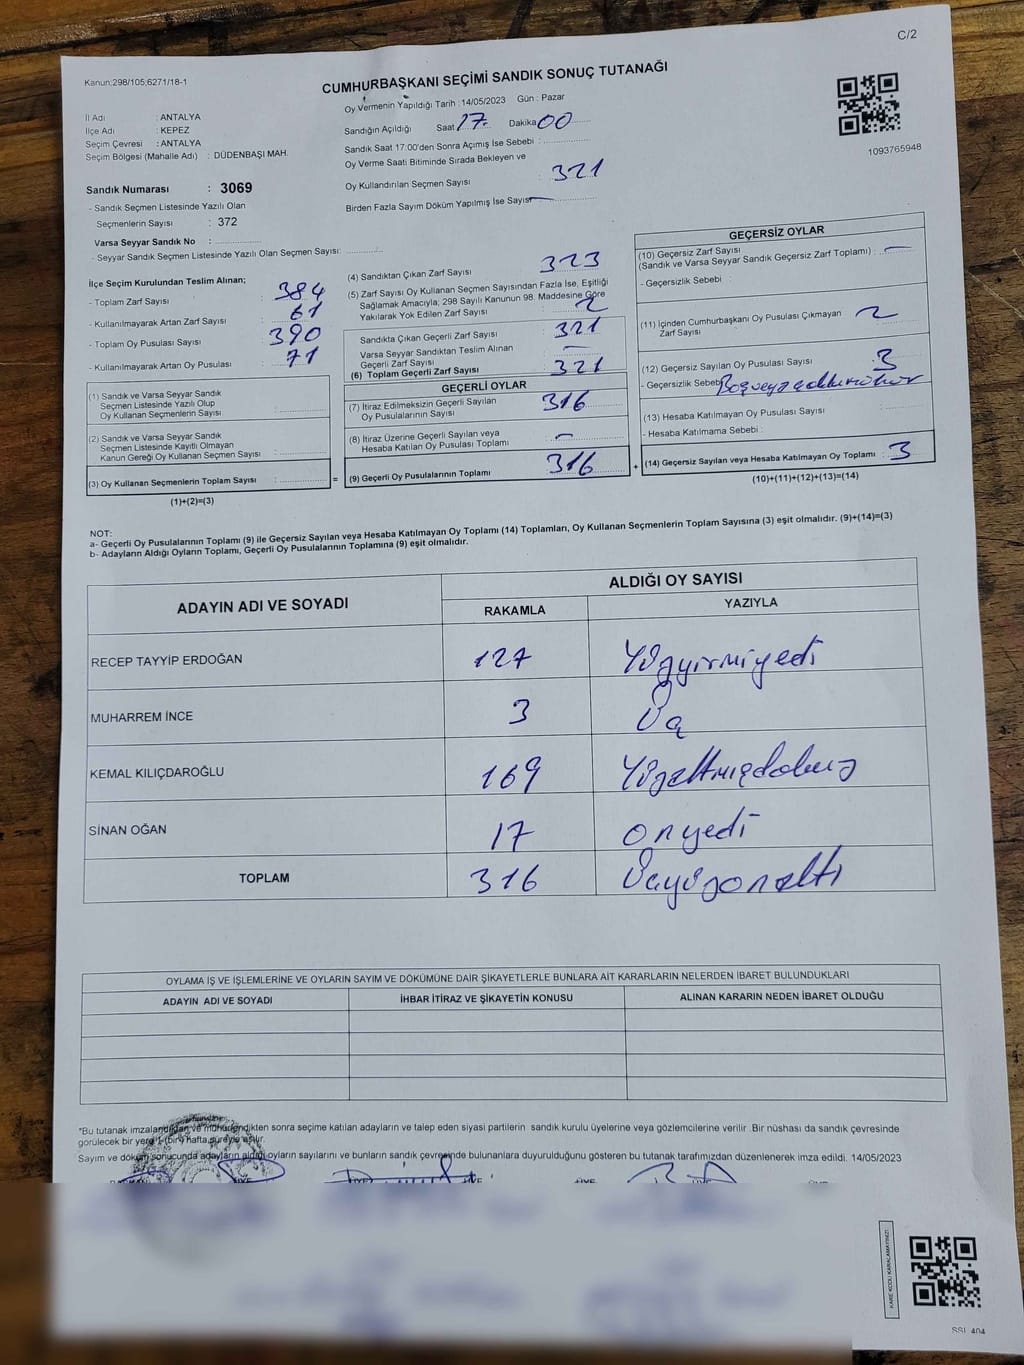 C/2
Kanun;298/105;6271/18-1
CUMHURBAŞKANI SEÇİMİ SANDIK SONUÇ TUTANAĞI
İl Adı : ANTALYA
İlçe Adı : KEPEZ
Seçim Çevresi : ANTALYA
Seçim Bölgesi (Mahalle Adı) : DÜDENBAŞI MAH.
Oy Vermenin Yapıldığı Tarih : 14/05/2023 Gün : Pazar
Sandığın Açıldığı Saat 17. Dakika 00
Sandık Saat 17:00'den Sonra Açımış İse Sebebi :
Oy Verme Saati Bitiminde Sırada Bekleyen ve
Oy Kullandırılan Seçmen Sayısı 321
Birden Fazla Sayım Döküm Yapılmış İse Sayısı —
1093765948
Sandık Numarası : 3069
- Sandık Seçmen Listesinde Yazılı Olan
Seçmenlerin Sayısı : 372
Varsa Seyyar Sandık No :
- Seyyar Sandık Seçmen Listesinde Yazılı Olan Seçmen Sayısı:
İlçe Seçim Kurulundan Teslim Alınan;
- Toplam Zarf Sayısı : 384
- Kullanılmayarak Artan Zarf Sayısı : 61
- Toplam Oy Pusulası Sayısı : 390
- Kullanılmayarak Artan Oy Pusulası : 71
(1) Sandık ve Varsa Seyyar Sandık
Seçmen Listesinde Yazılı Olup
Oy Kullanan Seçmenlerin Sayısı :
(2) Sandık ve Varsa Seyyar Sandık
Seçmen Listesinde Kayıtlı Olmayan
Kanun Gereği Oy Kullanan Seçmen Sayısı :
(3) Oy Kullanan Seçmenlerin Toplam Sayısı : =
(1)+(2)=(3)
(4) Sandıktan Çıkan Zarf Sayısı 323
(5) Zarf Sayısı Oy Kullanan Seçmen Sayısından Fazla İse, Eşitliği
Sağlamak Amacıyla; 298 Sayılı Kanunun 98. Maddesine Göre
Yakılarak Yok Edilen Zarf Sayısı : 2
Sandıkta Çıkan Geçerli Zarf Sayısı 321
Varsa Seyyar Sandıktan Teslim Alınan
Geçerli Zarf Sayısı —
(6) Toplam Geçerli Zarf Sayısı 321
GEÇERLİ OYLAR
(7) İtiraz Edilmeksizin Geçerli Sayılan
Oy Pusulalarının Sayısı 316
(8) İtiraz Üzerine Geçerli Sayılan veya
Hesaba Katılan Oy Pusulası Toplamı —
(9) Geçerli Oy Pusulalarının Toplamı 316 +
GEÇERSİZ OYLAR
(10) Geçersiz Zarf Sayısı
(Sandık ve Varsa Seyyar Sandık Geçersiz Zarf Toplamı) : —
- Geçersizlik Sebebi :
(11) İçinden Cumhurbaşkanı Oy Pusulası Çıkmayan
Zarf Sayısı 2
(12) Geçersiz Sayılan Oy Pusulası Sayısı 3
- Geçersizlik Sebebi
(13) Hesaba Katılmayan Oy Pusulası Sayısı :
- Hesaba Katılmama Sebebi :
(14) Geçersiz Sayılan veya Hesaba Katılmayan Oy Toplamı : 3
(10)+(11)+(12)+(13)=(14)
NOT:
a- Geçerli Oy Pusulalarının Toplamı (9) ile Geçersiz Sayılan veya Hesaba Katılmayan Oy Toplamı (14) Toplamları, Oy Kullanan Seçmenlerin Toplam Sayısına (3) eşit olmalıdır. (9)+(14)=(3)
b- Adayların Aldığı Oyların Toplamı, Geçerli Oy Pusulalarının Toplamına (9) eşit olmalıdır.
ADAYIN ADI VE SOYADI
ALDIĞI OY SAYISI
RAKAMLA YAZIYLA
RECEP TAYYİP ERDOĞAN 127 Yüzyirmiyedi
MUHARREM İNCE 3 Üç
KEMAL KILIÇDAROĞLU 169 Yüzaltmışdokuz
SİNAN OĞAN 17 onyedi
TOPLAM 316 Üçyüzonaltı
OYLAMA İŞ VE İŞLEMLERİNE VE OYLARIN SAYIM VE DÖKÜMÜNE DAİR ŞİKAYETLERLE BUNLARA AİT KARARLARIN NELERDEN İBARET BULUNDUKLARI
ADAYIN ADI VE SOYADI İHBAR İTİRAZ VE ŞİKAYETİN KONUSU ALINAN KARARIN NEDEN İBARET OLDUĞU
*Bu tutanak imzalandıktan ve mühürlendikten sonra seçime katılan adayların ve talep eden siyasi partilerin sandık kurulu üyelerine veya gözlemcilerine verilir. Bir nüshası da sandık çevresinde
görülecek bir yere 1 (bir) hafta süreyle asılır.
Sayım ve döküm sonucunda adayların aldığı oyların sayılarını ve bunların sandık çevresinde bulunanlara duyurulduğunu gösteren bu tutanak tarafımızdan düzenlenerek imza edildi. 14/05/2023
KARE KODU KARALAMAYINIZ!